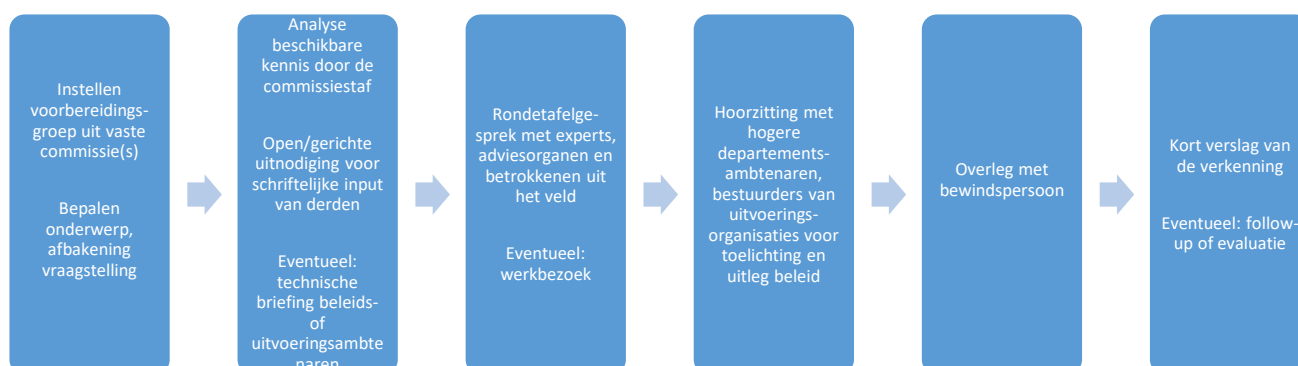 Instellen
voorbereidings-
groep uit vaste
commissie(s)
Bepalen
onderwerp,
afbakening
vraagstelling
Analyse
beschikbare
kennis door de
commissiestaf
Open/gerichte
uitnodiging voor
schriftelijke input
van derden
Eventueel:
technische
briefing beleids-
of
uitvoeringsambte
naren
Rondetafelge-
sprek met experts,
adviesorganen en
betrokkenen uit
het veld
Eventueel:
werkbezoek
Hoorzitting met
hogere
departements-
ambtenaren,
bestuurders van
uitvoerings-
organisaties voor
toelichting en
uitleg beleid
Overleg met
bewindspersoon
Kort verslag van
de verkenning
Eventueel: follow-
up of evaluatie